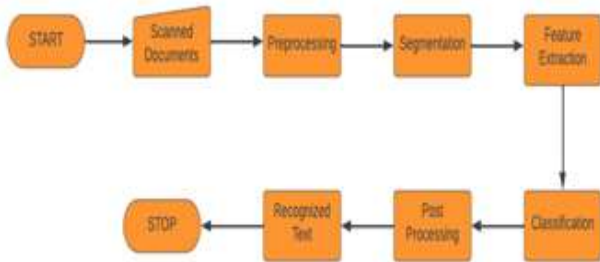 START
Scanned
Documents
Preprocessing
Segmentation
Feature
Extraction
Classification
Post
Processing
Recognized
Text
STOP